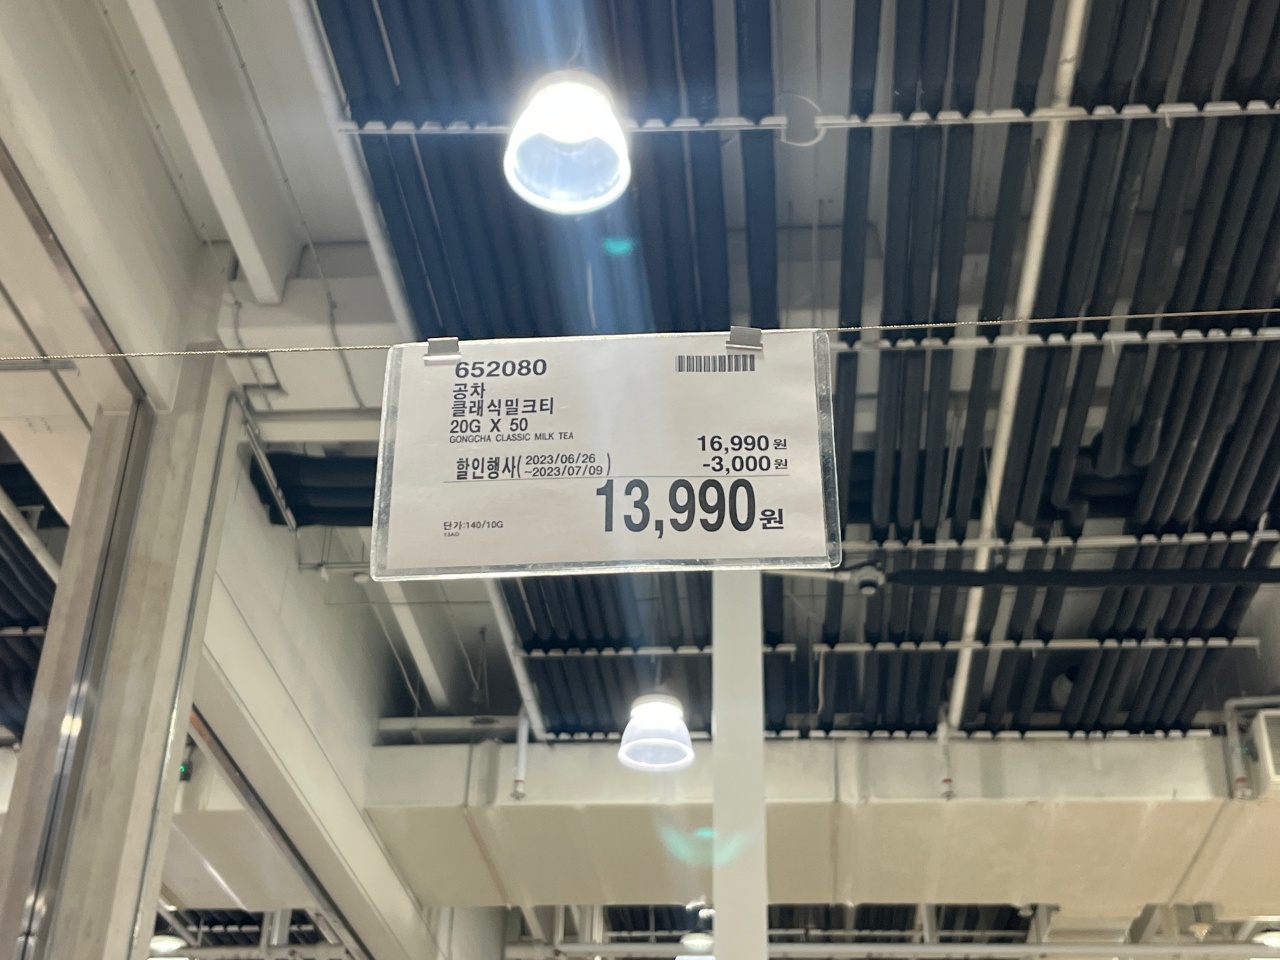 652080
공차
클래식밀크티
20G X 50
GONGCHA CLASSIC MILK TEA
16,990원
할인행사(2023/06/26 ~2023/07/09) -3,000원
13,990원
단가:140/10G